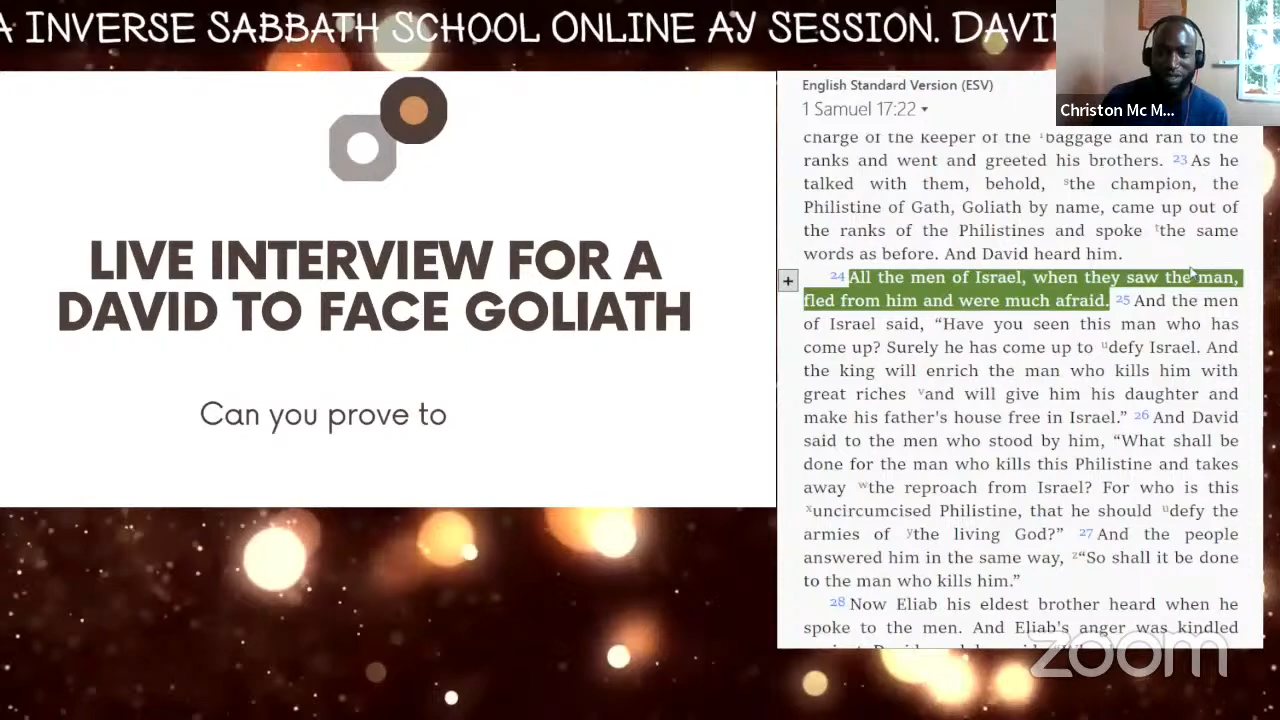 A INVERSE SABBATH SCHOOL ONLINE AY SESSION. DAVI
LIVE INTERVIEW FOR A
DAVID TO FACE GOLIATH
Can you prove to
Christon Mc M...
English Standard Version (ESV)
1 Samuel 17:22
charge of the keeper of the baggage and ran to the
ranks and went and greeted his brothers. 23 As he
talked with them, behold, s the champion, the
Philistine of Gath, Goliath by name, came up out of
the ranks of the Philistines and spoke t the same
words as before. And David heard him.
24 All the men of Israel, when they saw the man,
fled from him and were much afraid. 25 And the men
of Israel said, “Have you seen this man who has
come up? Surely he has come up to u defy Israel. And
the king will enrich the man who kills him with
great riches v and will give him his daughter and
make his father's house free in Israel.” 26 And David
said to the men who stood by him, “What shall be
done for the man who kills this Philistine and takes
away w the reproach from Israel? For who is this
x uncircumcised Philistine, that he should u defy the
armies of y the living God?” 27 And the people
answered him in the same way, z “So shall it be done
to the man who kills him.”
28 Now Eliab his eldest brother heard when he
spoke to the men. And Eliab's anger was kindled
zoom